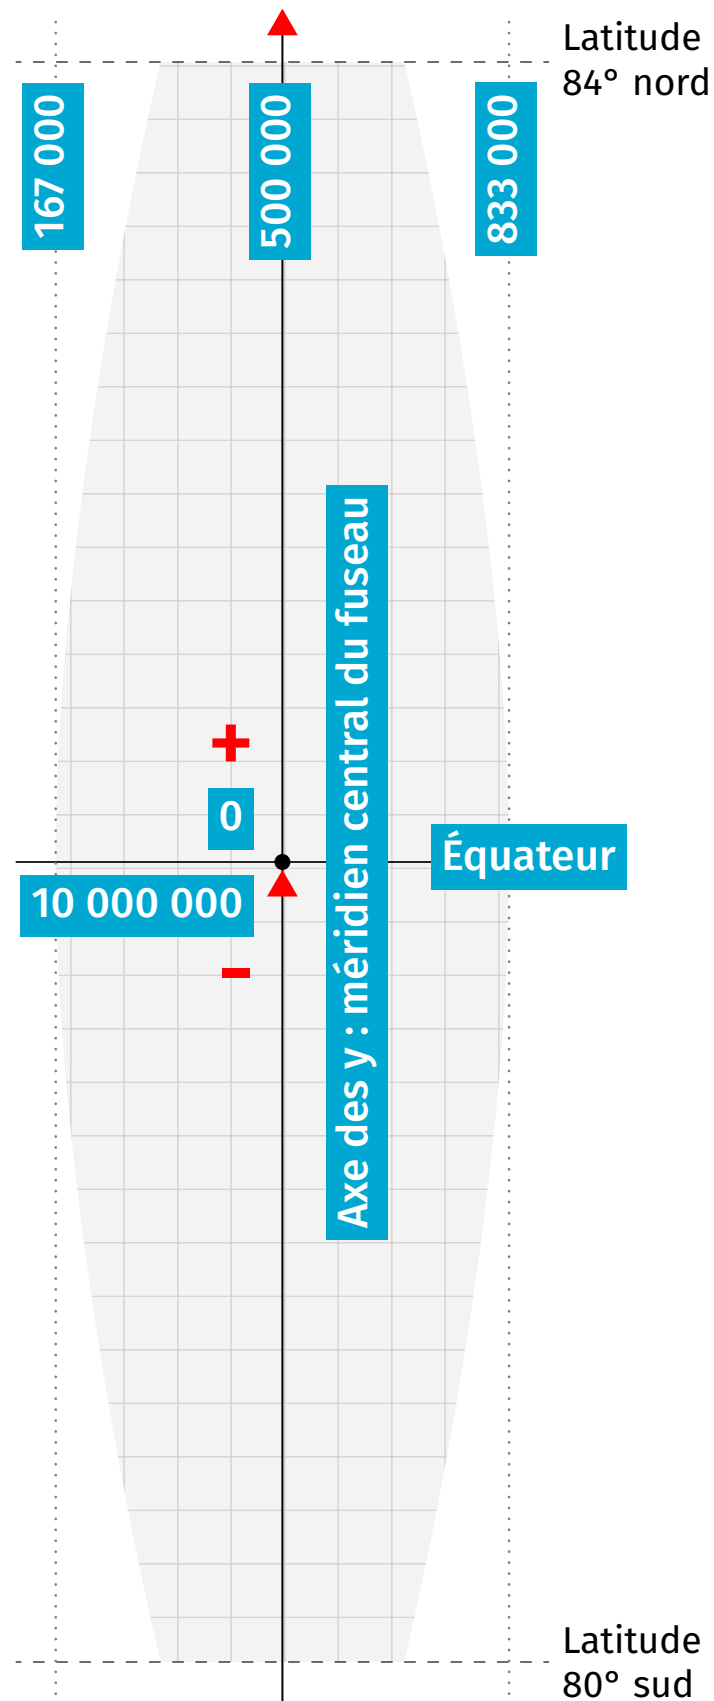 Latitude
84° nord
167 000
500 000
833 000
Axe des y : méridien central du fuseau
+
0
Équateur
10 000 000
-
Latitude
80° sud